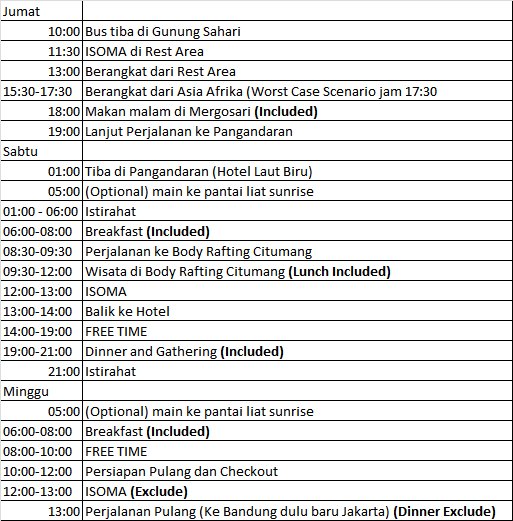 Jumat
10:00 Bus tiba di Gunung Sahari
11:30 ISOMA di Rest Area
13:00 Berangkat dari Rest Area
15:30-17:30 Berangkat dari Asia Afrika (Worst Case Scenario jam 17:30
18:00 Makan malam di Mergosari (Included)
19:00 Lanjut Perjalanan ke Pangandaran
Sabtu
01:00 Tiba di Pangandaran (Hotel Laut Biru)
05:00 (Optional) main ke pantai liat sunrise
01:00 - 06:00 Istirahat
06:00-08:00 Breakfast (Included)
08:30-09:30 Perjalanan ke Body Rafting Citumang
09:30-12:00 Wisata di Body Rafting Citumang (Lunch Included)
12:00-13:00 ISOMA
13:00-14:00 Balik ke Hotel
14:00-19:00 FREE TIME
19:00-21:00 Dinner and Gathering (Included)
21:00 Istirahat
Minggu
05:00 (Optional) main ke pantai liat sunrise
06:00-08:00 Breakfast (Included)
08:00-10:00 FREE TIME
10:00-12:00 Persiapan Pulang dan Checkout
12:00-13:00 ISOMA (Exclude)
13:00 Perjalanan Pulang (Ke Bandung dulu baru Jakarta) (Dinner Exclude)